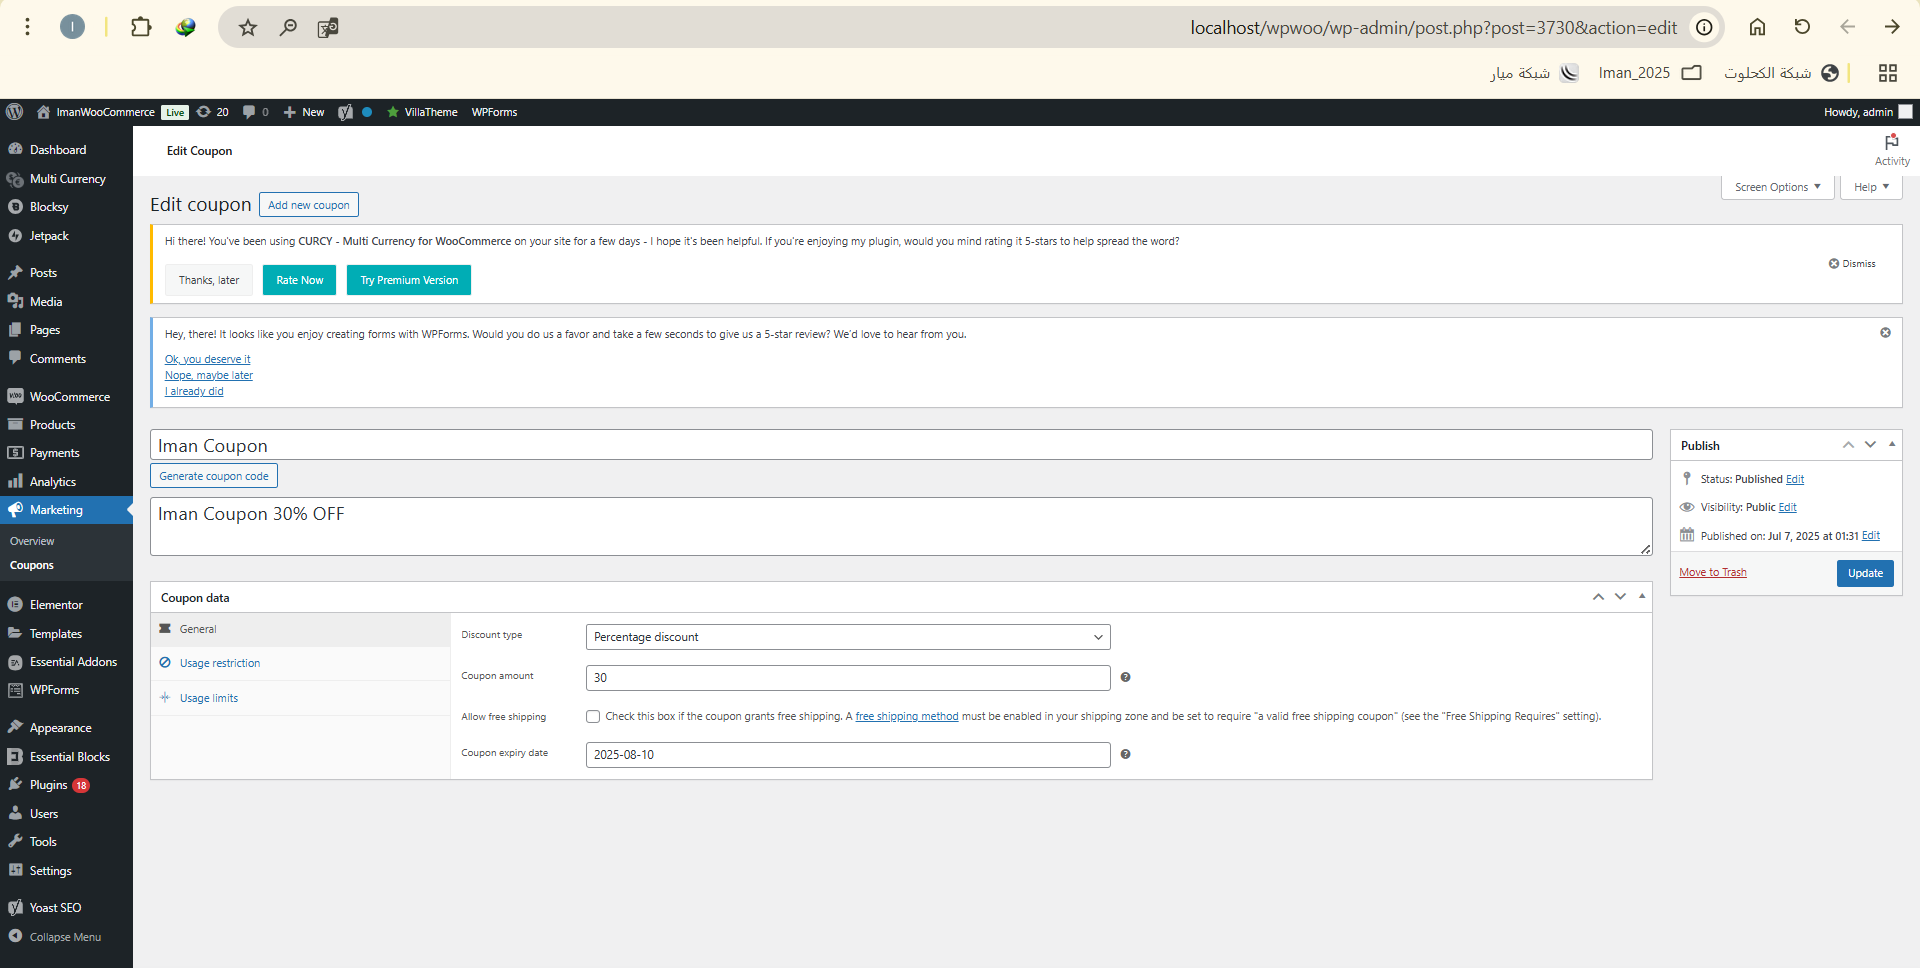 localhost/wpwoo/wp-admin/post.php?post=3730&action=edit
شبكة الكحلوت
Iman_2025
شبكة ميار
ImanWooCommerce Live 20 0 New VillaTheme WPForms
Howdy, admin
Dashboard
Multi Currency
Blocksy
Jetpack
Posts
Media
Pages
Comments
WooCommerce
Products
Payments
Analytics
Marketing
Overview
Coupons
Elementor
Templates
Essential Addons
WPForms
Appearance
Essential Blocks
Plugins 18
Users
Tools
Settings
Yoast SEO
Collapse Menu
Edit Coupon
Activity
Screen Options
Help
Edit coupon
Add new coupon
Hi there! You've been using CURCY - Multi Currency for WooCommerce on your site for a few days - I hope it's been helpful. If you're enjoying my plugin, would you mind rating it 5-stars to help spread the word?
Thanks, later
Rate Now
Try Premium Version
Dismiss
Hey, there! It looks like you enjoy creating forms with WPForms. Would you do us a favor and take a few seconds to give us a 5-star review? We'd love to hear from you.
Ok, you deserve it
Nope, maybe later
I already did
Iman Coupon
Generate coupon code
Iman Coupon 30% OFF
Coupon data
General
Usage restriction
Usage limits
Discount type
Percentage discount
Coupon amount
30
Allow free shipping
Check this box if the coupon grants free shipping. A free shipping method must be enabled in your shipping zone and be set to require "a valid free shipping coupon" (see the "Free Shipping Requires" setting).
Coupon expiry date
2025-08-10
Publish
Status: Published Edit
Visibility: Public Edit
Published on: Jul 7, 2025 at 01:31 Edit
Move to Trash
Update